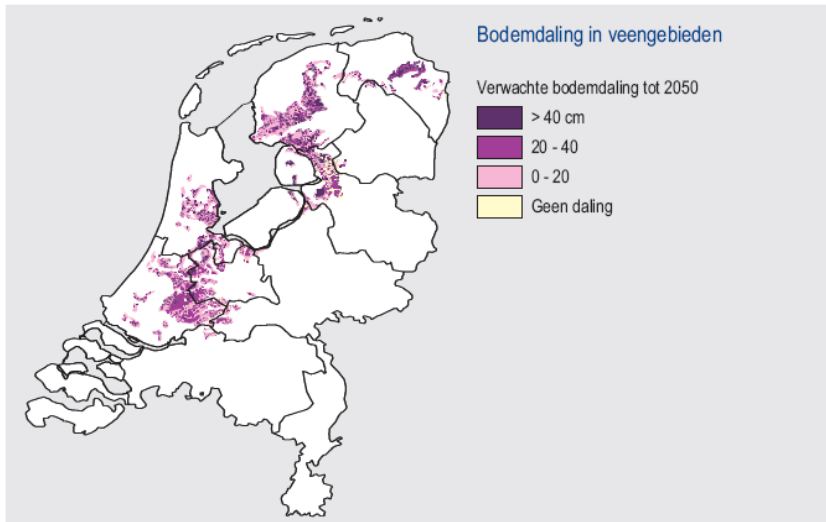 Bodemdaling in veengebieden
Verwachte bodemdaling tot 2050
> 40 cm
20 - 40
0 - 20
Geen daling